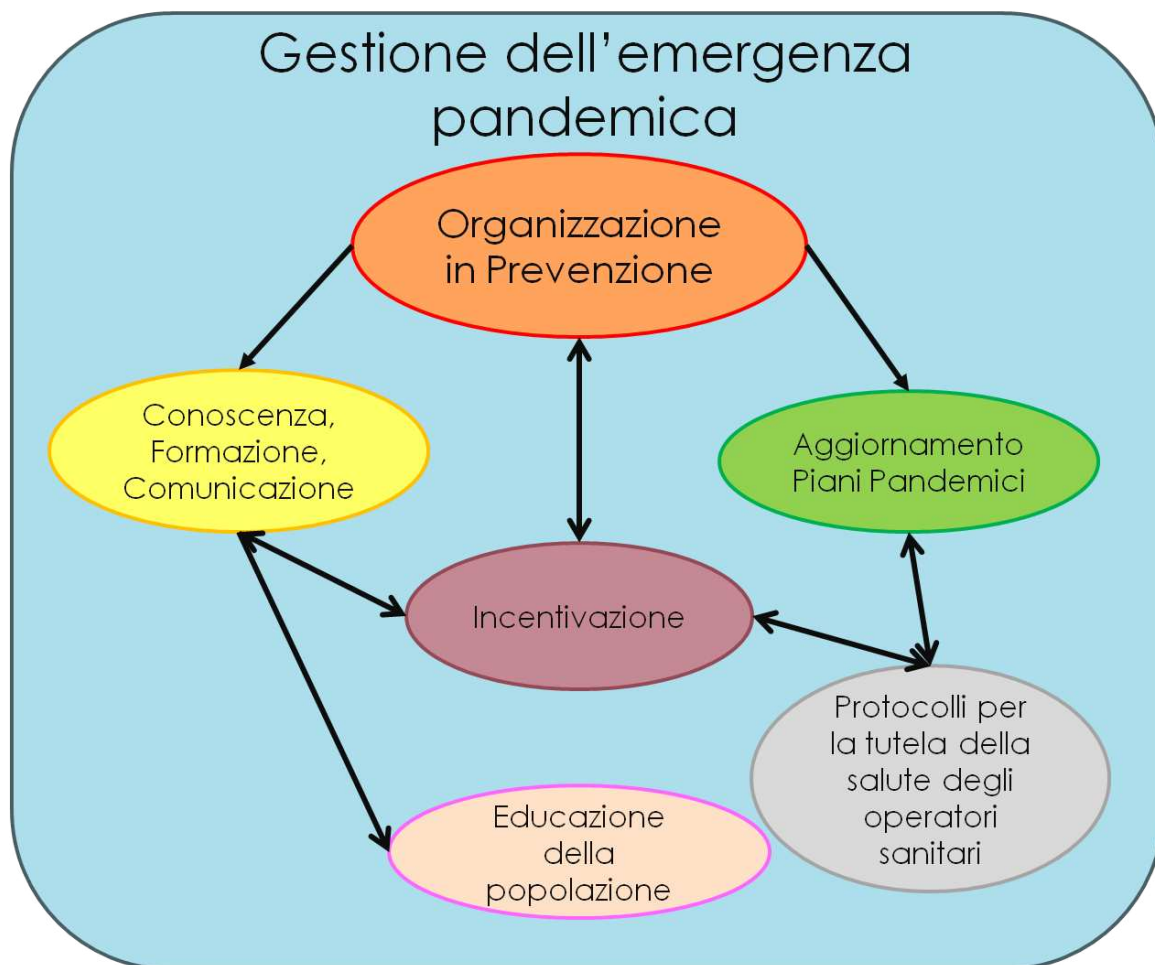 Gestione dell'emergenza
pandemica
Organizzazione
in Prevenzione
Conoscenza,
Formazione,
Comunicazione
Aggiornamento
Piani Pandemici
Incentivazione
Protocolli per
la tutela della
salute degli
operatori
sanitari
Educazione
della
popolazione